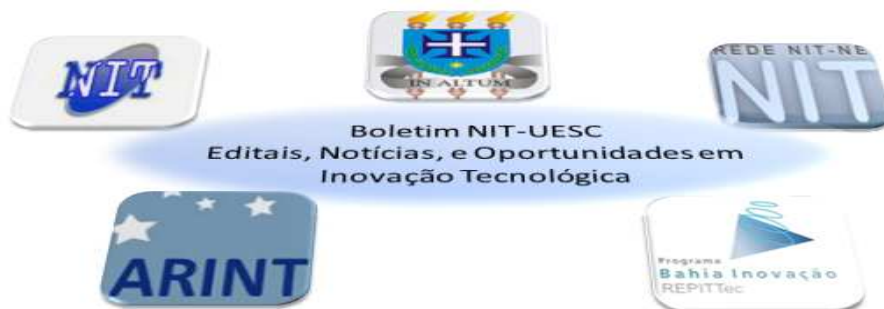 NIT
IN ALTUM
REDE NIT-NE
NIT
Boletim NIT-UESC
Editais, Notícias, e Oportunidades em
Inovação Tecnológica
ARINT
Programa
Bahia Inovação
REPITTec